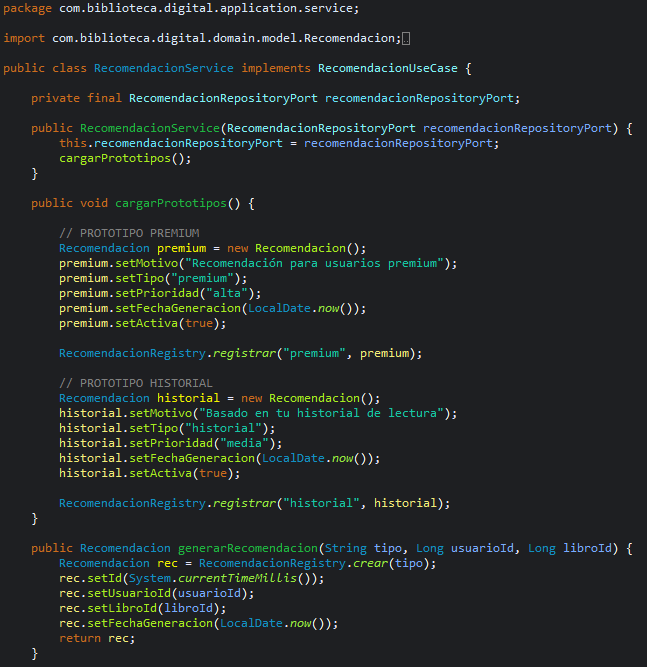 package com.biblioteca.digital.application.service;
import com.biblioteca.digital.domain.model.Recomendacion;
public class RecomendacionService implements RecomendacionUseCase {
private final RecomendacionRepositoryPort recomendacionRepositoryPort;
public RecomendacionService(RecomendacionRepositoryPort recomendacionRepositoryPort) {
this.recomendacionRepositoryPort = recomendacionRepositoryPort;
cargarPrototipos();
}
public void cargarPrototipos() {
// PROTOTIPO PREMIUM
Recomendacion premium = new Recomendacion();
premium.setMotivo("Recomendación para usuarios premium");
premium.setTipo("premium");
premium.setPrioridad("alta");
premium.setFechaGeneracion(LocalDate.now());
premium.setActiva(true);
RecomendacionRegistry.registrar("premium", premium);
// PROTOTIPO HISTORIAL
Recomendacion historial = new Recomendacion();
historial.setMotivo("Basado en tu historial de lectura");
historial.setTipo("historial");
historial.setPrioridad("media");
historial.setFechaGeneracion(LocalDate.now());
historial.setActiva(true);
RecomendacionRegistry.registrar("historial", historial);
}
public Recomendacion generarRecomendacion(String tipo, Long usuarioId, Long libroId) {
Recomendacion rec = RecomendacionRegistry.crear(tipo);
rec.setId(System.currentTimeMillis());
rec.setUsuarioId(usuarioId);
rec.setLibroId(libroId);
rec.setFechaGeneracion(LocalDate.now());
return rec;
}